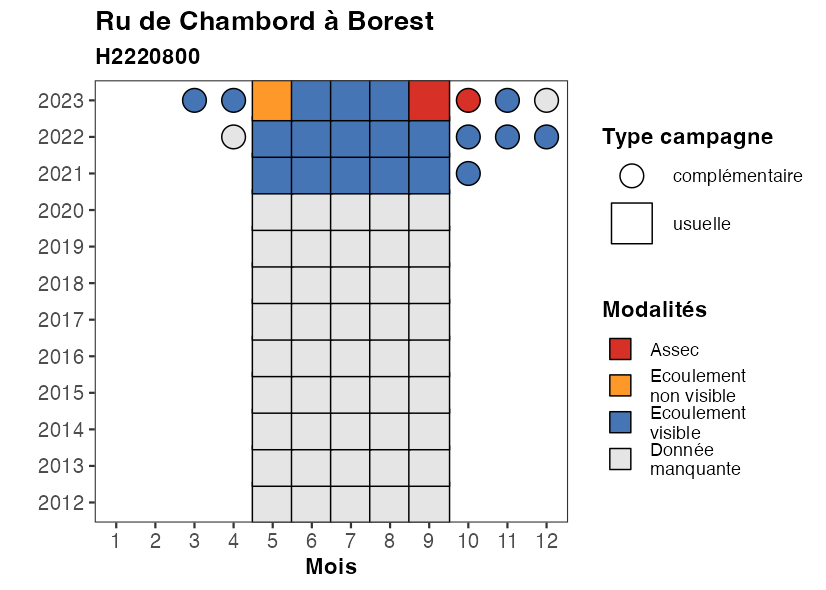 Ru de Chambord à Borest
H2220800
2023
2022
2021
2020
2019
2018
2017
2016
2015
2014
2013
2012
1 2 3 4 5 6 7 8 9 10 11 12
Mois
Type campagne
complémentaire
usuelle
Modalités
Assec
Ecoulement
non visible
Ecoulement
visible
Donnée
manquante